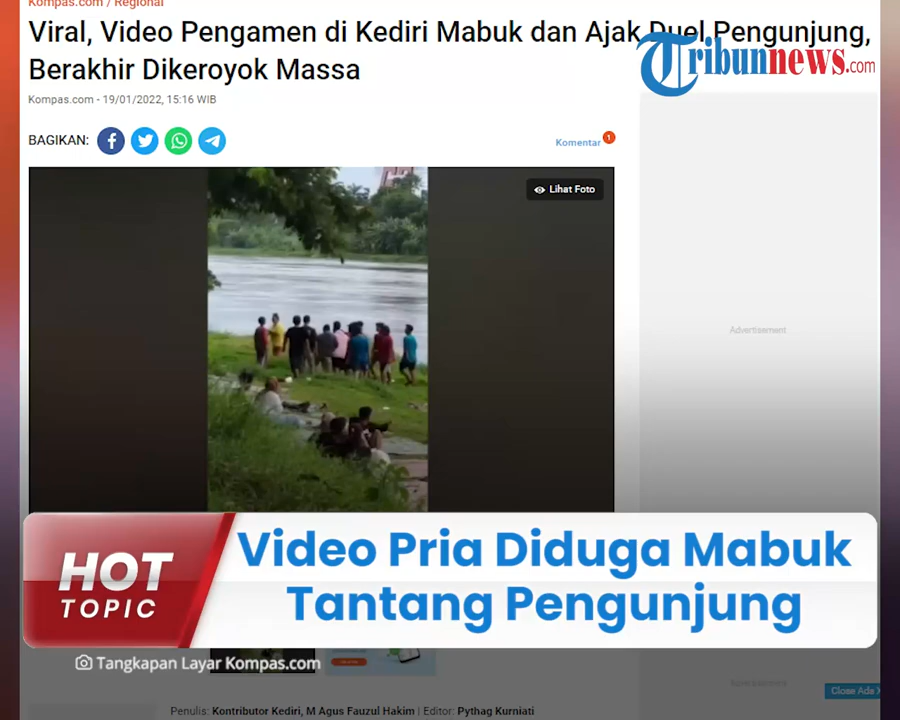 Kompas.com / Regional
Viral, Video Pengamen di Kediri Mabuk dan Ajak Duel Pengunjung,
Berakhir Dikeroyok Massa
Tribunnews.com
Kompas.com - 19/01/2022, 15:16 WIB
BAGIKAN:
Komentar 1
Lihat Foto
Advertisement
HOT
TOPIC
Video Pria Diduga Mabuk
Tantang Pengunjung
Tangkapan Layar Kompas.com
Advertisement
Close Ads X
Penulis: Kontributor Kediri, M Agus Fauzul Hakim | Editor: Pythag Kurniati